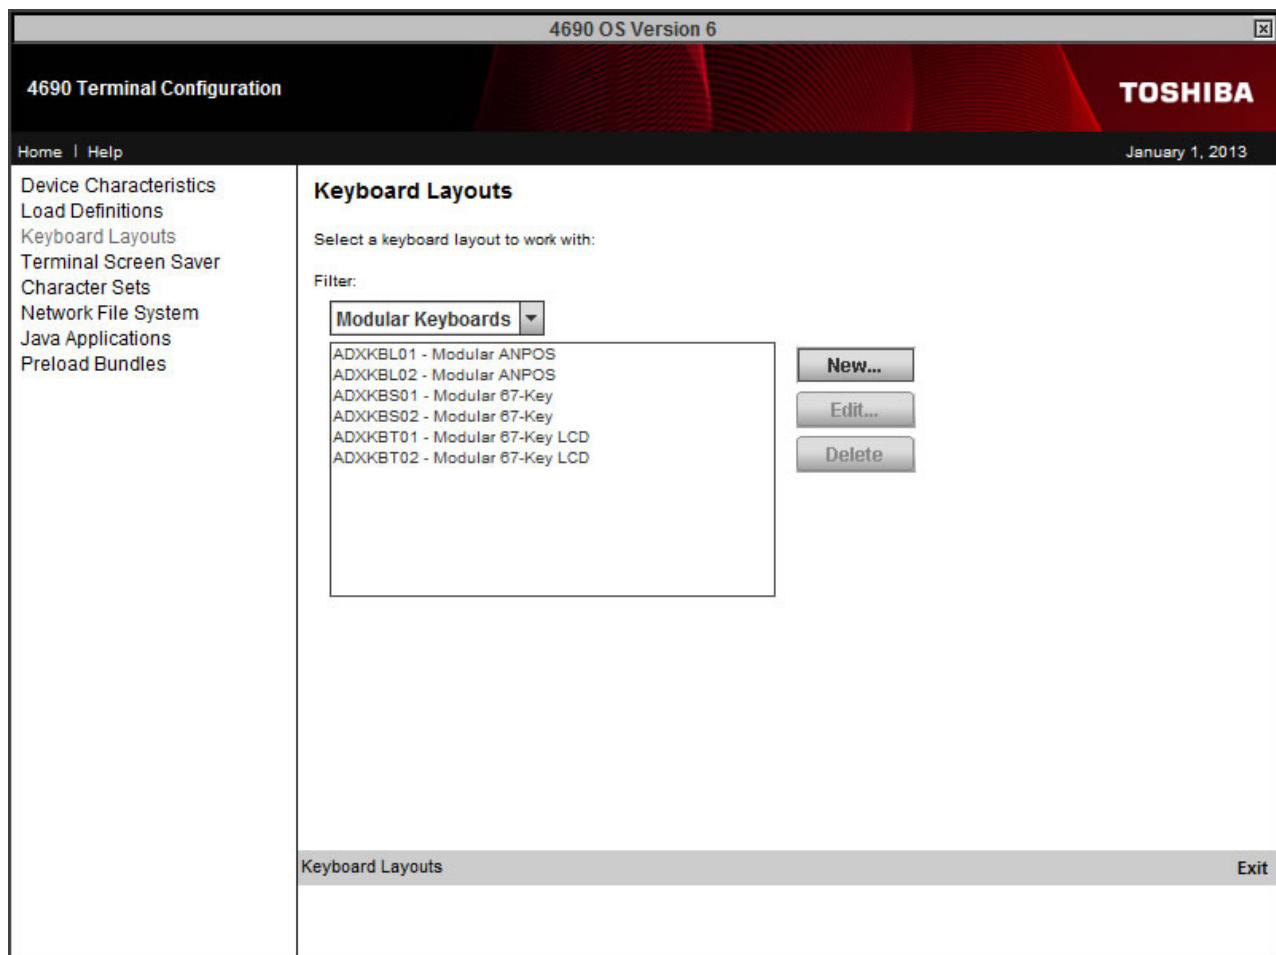 4690 OS Version 6
4690 Terminal Configuration
TOSHIBA
Home | Help
January 1, 2013
Device Characteristics
Load Definitions
Keyboard Layouts
Terminal Screen Saver
Character Sets
Network File System
Java Applications
Preload Bundles
Keyboard Layouts
Select a keyboard layout to work with:
Filter:
Modular Keyboards
ADXKBL01 - Modular ANPOS
ADXKBL02 - Modular ANPOS
ADXKBS01 - Modular 67-Key
ADXKBS02 - Modular 67-Key
ADXKBT01 - Modular 67-Key LCD
ADXKBT02 - Modular 67-Key LCD
New...
Edit...
Delete
Keyboard Layouts
Exit